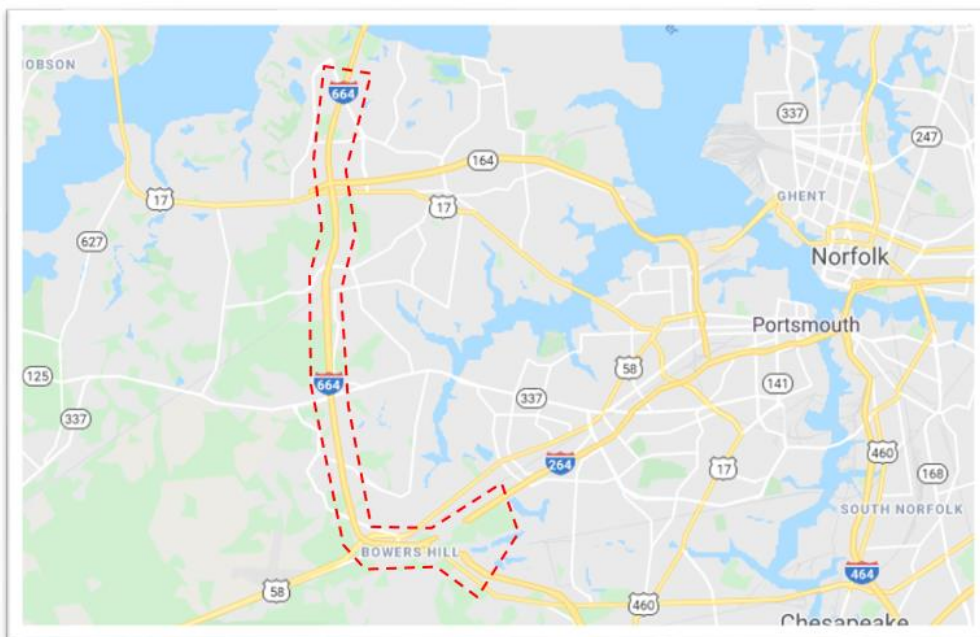 HOBSON
664
337
247
164
17
17
GHENT
627
Norfolk
Portsmouth
58
125
664
337
141
337
264
17
460
168
SOUTH NORFOLK
BOWERS HILL
58
464
460
Chesapeake